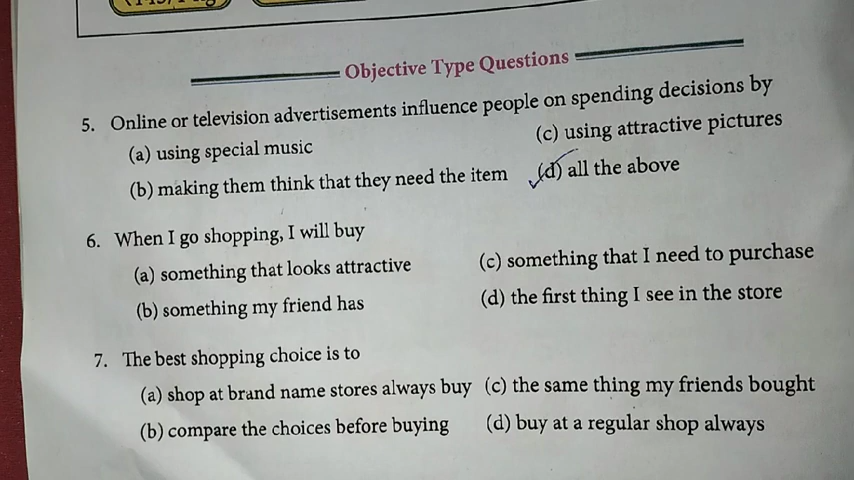 Objective Type Questions
5. Online or television advertisements influence people on spending decisions by
(a) using special music (c) using attractive pictures
(b) making them think that they need the item (d) all the above
6. When I go shopping, I will buy
(a) something that looks attractive (c) something that I need to purchase
(b) something my friend has (d) the first thing I see in the store
7. The best shopping choice is to
(a) shop at brand name stores always buy (c) the same thing my friends bought
(b) compare the choices before buying (d) buy at a regular shop always